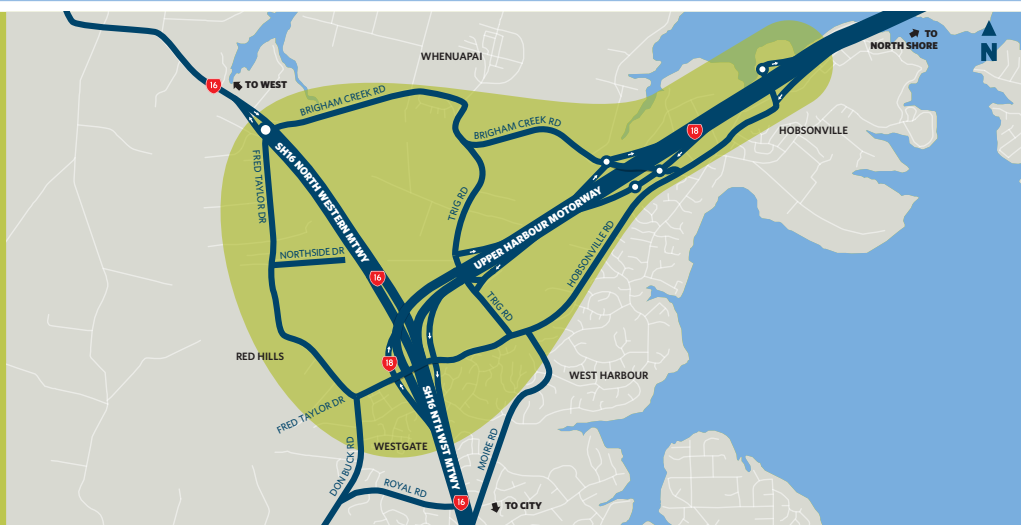 TO
NORTH SHORE
N
WHENUAPAI
16
TO WEST
BRIGHAM CREEK RD
BRIGHAM CREEK RD
18
HOBSONVILLE
FRED TAYLOR DR
SH16 NORTH WESTERN MTWY
TRIG RD
UPPER HARBOUR MOTORWAY
NORTHSIDE DR
HOBSONVILLE RD
16
TRIG RD
RED HILLS
18
WEST HARBOUR
FRED TAYLOR DR
SH16 NTH WST MTWY
WESTGATE
DON BUCK RD
MOIRE RD
ROYAL RD
16
TO CITY